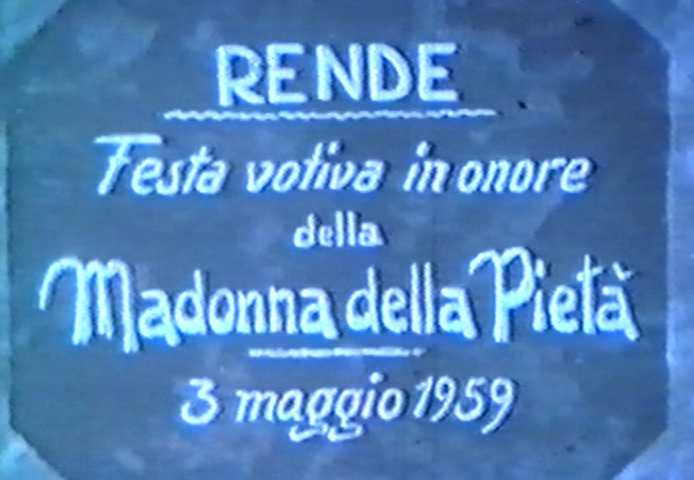 RENDE
Festa votiva in onore
della
Madonna della Pietà
3 maggio 1959